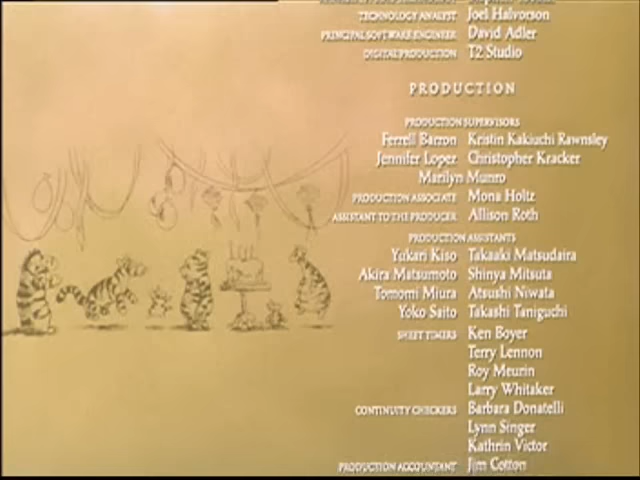 TECHNOLOGY ANALYST Joel Halvorson
PRINCIPAL SOFTWARE ENGINEER David Adler
DIGITAL PRODUCTION T2 Studio
PRODUCTION
PRODUCTION SUPERVISORS
Ferrell Barron Kristin Kakiuchi Rawnsley
Jennifer Lopez Christopher Kracker
Marilyn Munro
PRODUCTION ASSOCIATE Mona Holtz
ASSISTANT TO THE PRODUCER Allison Roth
PRODUCTION ASSISTANTS
Yukari Kiso Takaaki Matsudaira
Akira Matsumoto Shinya Mitsuta
Tomomi Miura Atsushi Niwata
Yoko Saito Takashi Taniguchi
SHEET TIMERS Ken Boyer
Terry Lennon
Roy Meurin
Larry Whitaker
CONTINUITY CHECKERS Barbara Donatelli
Lynn Singer
Kathrin Victor
PRODUCTION ACCOUNTANT Jim Cotton